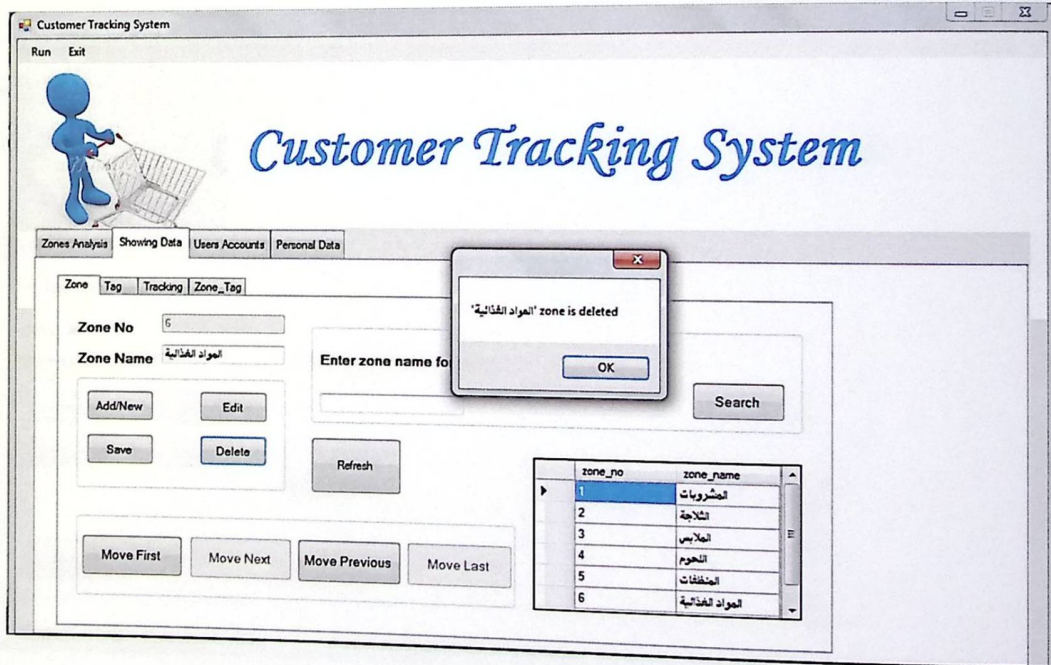 Customer Tracking System
Run Exit
Customer Tracking System
Zones Analysis Showing Data Users Accounts Personal Data
Zone Tag Tracking Zone_Tag
Zone No 6
Zone Name المواد الغذائية
Add/New Edit
Save Delete
Enter zone name fo
Search
Refresh
'المواد الغذائية' zone is deleted
OK
Move First Move Next Move Previous Move Last
zone_no zone_name
1 المشروبات
2 الثلاجة
3 الملابس
4 اللحوم
5 المنظفات
6 المواد الغذائية